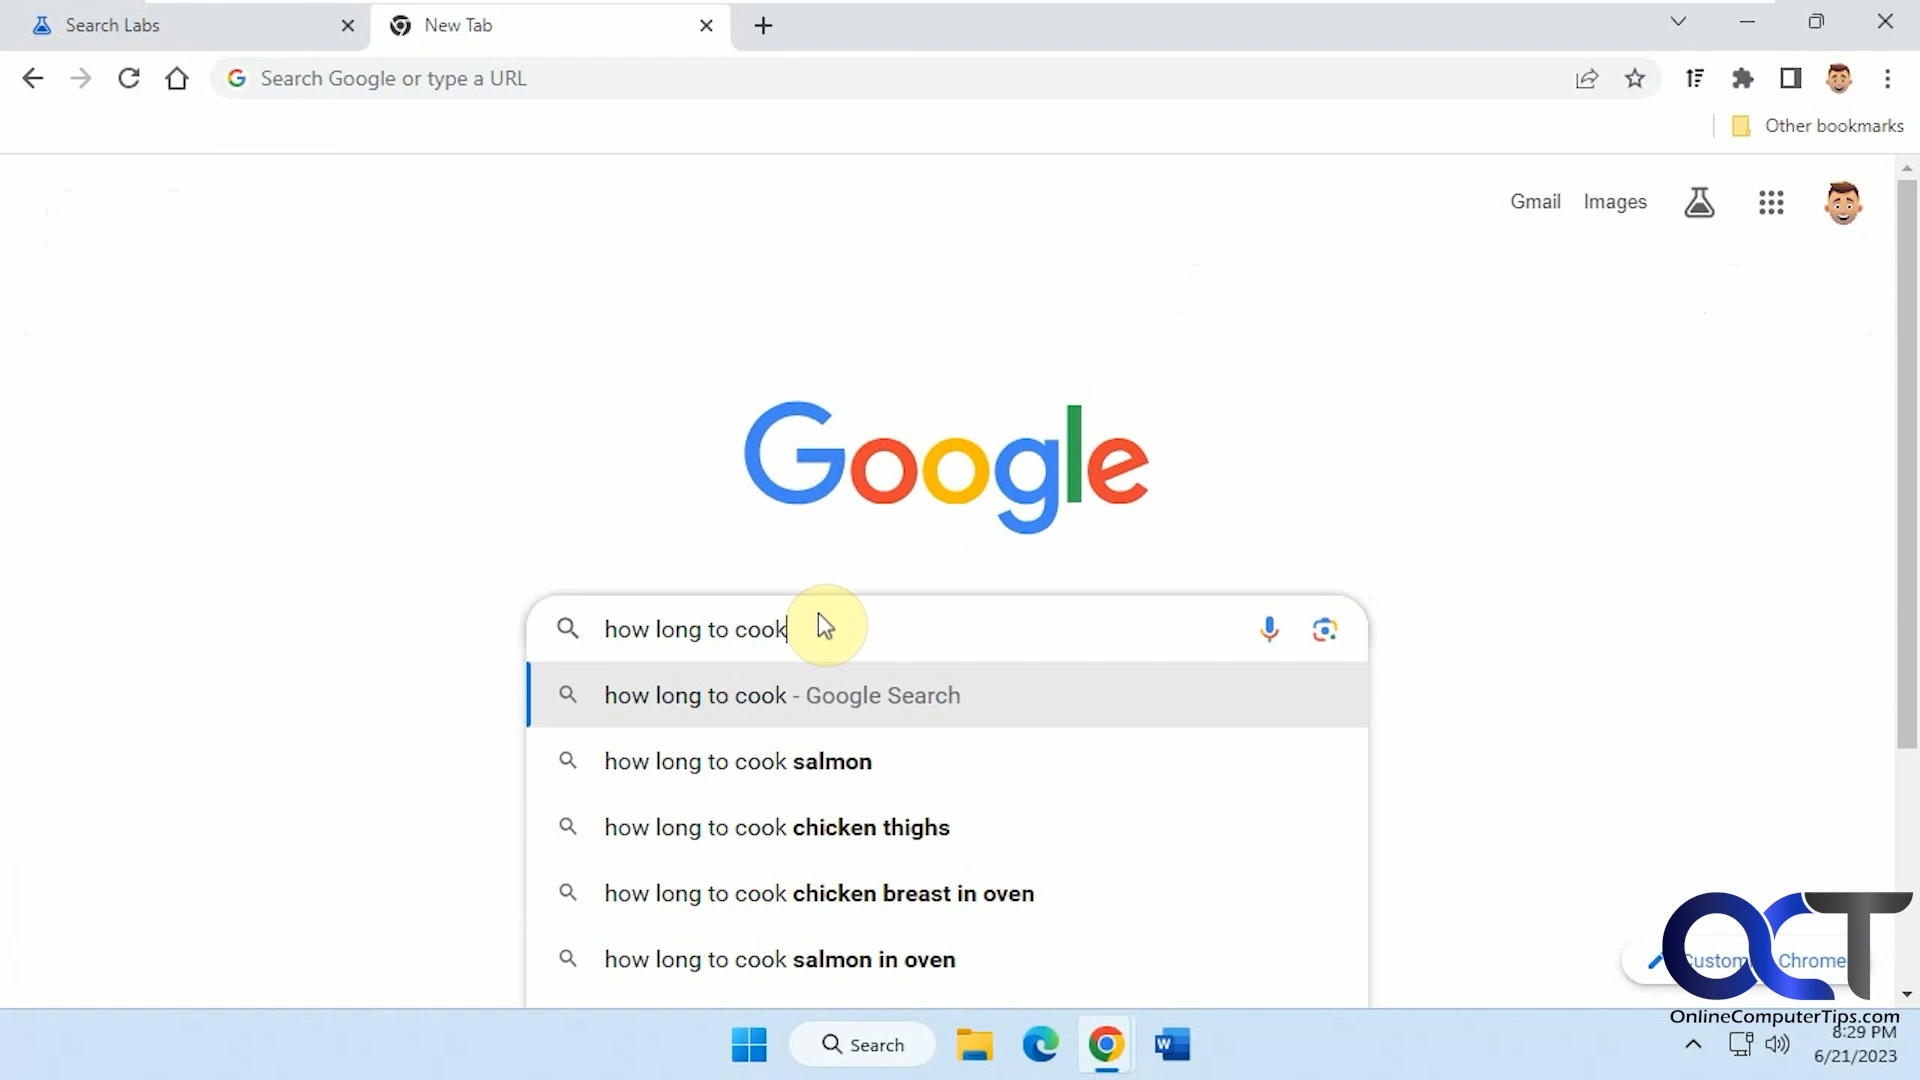 Search Labs
New Tab
Search Google or type a URL
Other bookmarks
Gmail Images
Google
how long to cook
how long to cook - Google Search
how long to cook salmon
how long to cook chicken thighs
how long to cook chicken breast in oven
how long to cook salmon in oven
Chrome
OCT
OnlineComputerTips.com
Search
W
8:29 PM
6/21/2023